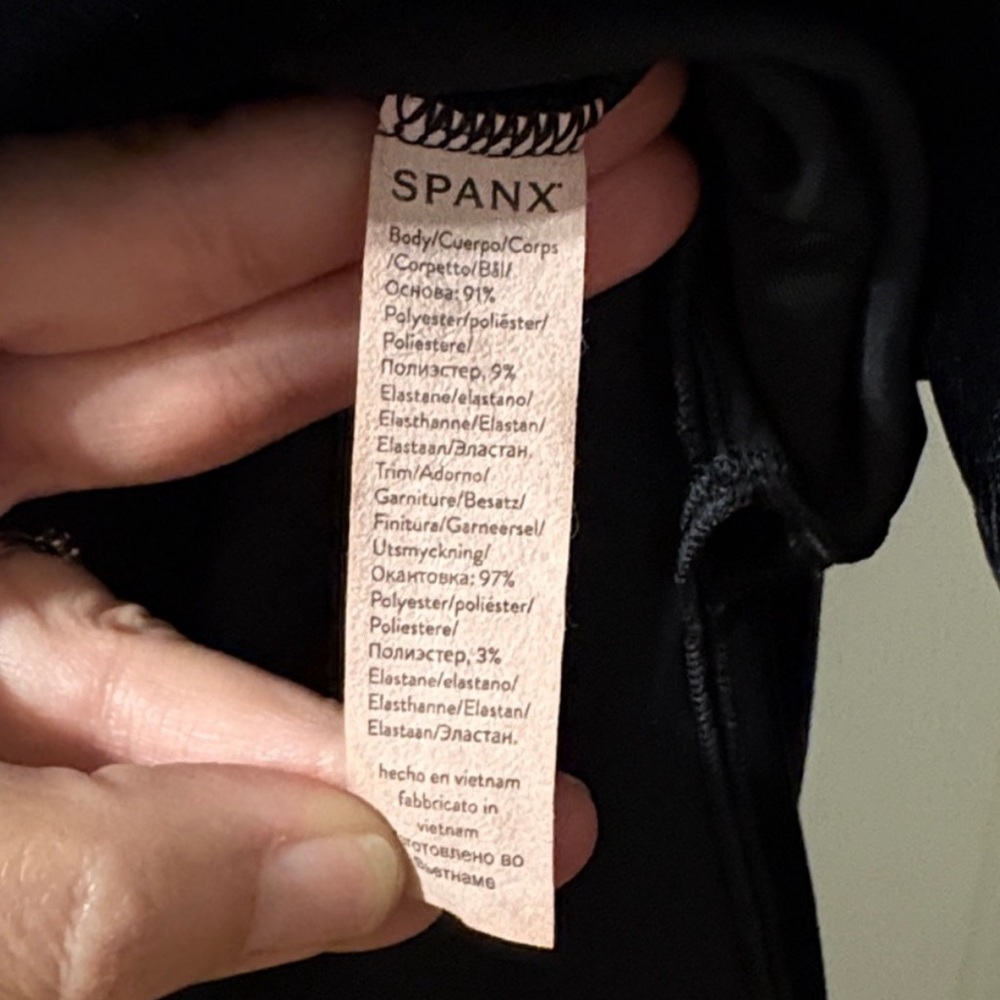 SPANX
Body/Cuerpo/Corps
/Corpetto/Bål/
Основа: 91%
Polyester/poliéster/
Poliestere/
Полиэстер, 9%
Elastane/elastano/
Elasthanne/Elastan/
Elastaan/Эластан.
Trim/Adorno/
Garniture/Besatz/
Finitura/Garneersel/
Utsmyckning/
Окантовка: 97%
Polyester/poliéster/
Poliestere/
Полиэстер, 3%
Elastane/elastano/
Elasthanne/Elastan/
Elastaan/Эластан.
hecho en vietnam
fabbricato in
vietnam
во